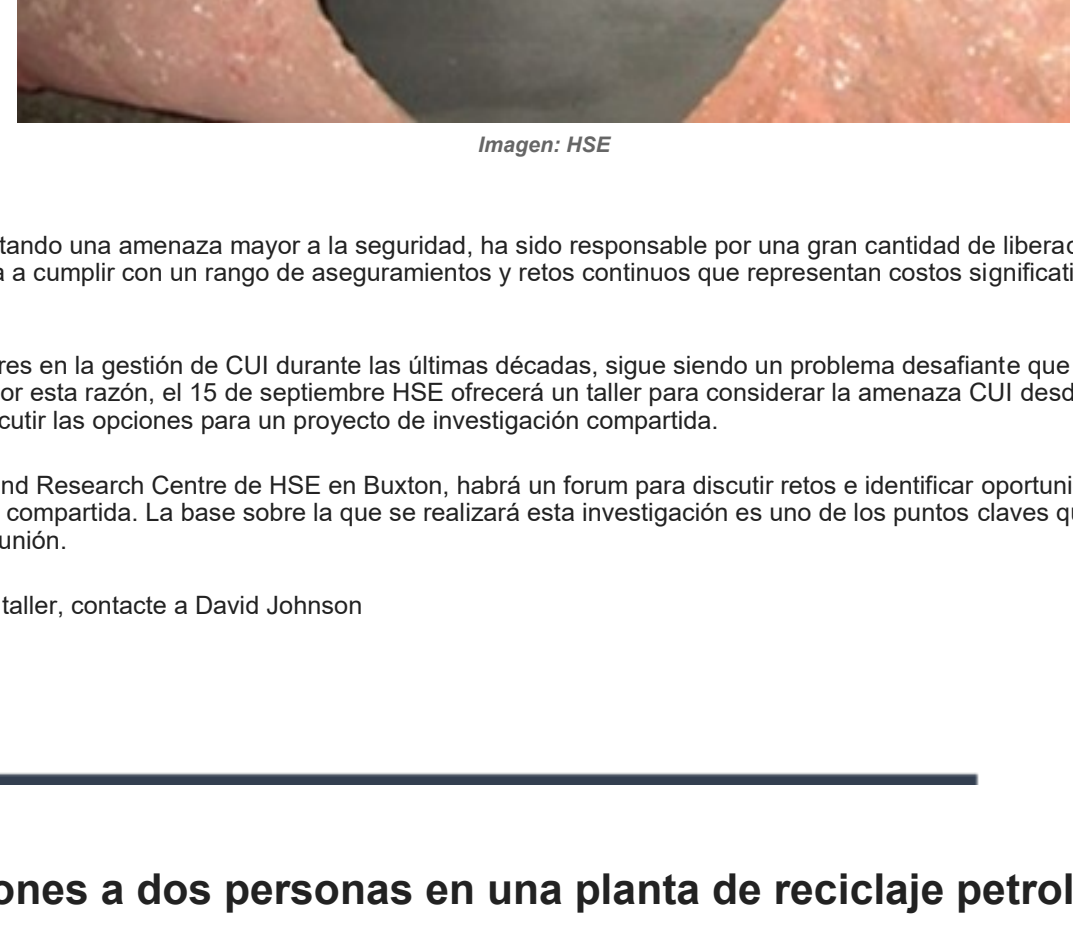 Imagen: HSE
tando una amenaza mayor a la seguridad, ha sido responsable por una gran cantidad de liberac
a a cumplir con un rango de aseguramientos y retos continuos que representan costos significati
res en la gestión de CUI durante las últimas décadas, sigue siendo un problema desafiante que
or esta razón, el 15 de septiembre HSE ofrecerá un taller para considerar la amenaza CUI desd
cutir las opciones para un proyecto de investigación compartida.
nd Research Centre de HSE en Buxton, habrá un forum para discutir retos e identificar oportuni
compartida. La base sobre la que se realizará esta investigación es uno de los puntos claves qu
unión.
taller, contacte a David Johnson
ones a dos personas en una planta de reciclaje petrol